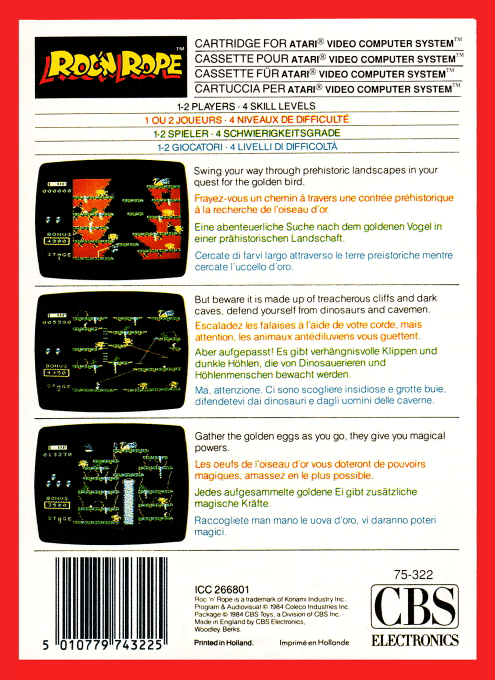 ROC'N ROPE™
CARTRIDGE FOR ATARI® VIDEO COMPUTER SYSTEM™
CASSETTE POUR ATARI® VIDEO COMPUTER SYSTEM™
CASSETTE FÜR ATARI® VIDEO COMPUTER SYSTEM™
CARTUCCIA PER ATARI® VIDEO COMPUTER SYSTEM™
1-2 PLAYERS · 4 SKILL LEVELS
1 OU 2 JOUEURS · 4 NIVEAUX DE DIFFICULTÉ
1-2 SPIELER · 4 SCHWIERIGKEITSGRADE
1-2 GIOCATORI · 4 LIVELLI DI DIFFICOLTÀ
000000
BONUS
STAGE
1
Swing your way through prehistoric landscapes in your
quest for the golden bird.
Frayez-vous un chemin à travers une contrée préhistorique
à la recherche de l'oiseau d'or.
Eine abenteuerliche Suche nach dem goldenen Vogel in
einer prähistorischen Landschaft.
Cercate di farvi largo attraverso le terre preistoriche mentre
cercate l'uccello d'oro.
BONUS
STAGE
But beware it is made up of treacherous cliffs and dark
caves, defend yourself from dinosaurs and cavemen.
Escaladez les falaises à l'aide de votre corde, mais
attention, les animaux antédiluviens vous guettent.
Aber aufgepasst! Es gibt verhängnisvolle Klippen und
dunkle Höhlen, die von Dinosauerieren und
Höhlenmenschen bewacht werden.
Ma, attenzione. Ci sono scogliere insidiose e grotte buie,
difendetevi dai dinosauri e dagli uomini delle caverne.
BONUS
STAGE
Gather the golden eggs as you go, they give you magical
powers.
Les oeufs de l'oiseau d'or vous doteront de pouvoirs
magiques, amassez en le plus possible.
Jedes aufgesammelte goldene Ei gibt zusätzliche
magische Kräfte.
Raccogliete man mano le uova d'oro, vi daranno poteri
magici.
5 010779 743225
ICC 266801
Roc 'n' Rope is a trademark of Konami Industry Inc.
Program & Audiovisual © 1984 Coleco Industries Inc.
Package © 1984 CBS Toys, a Division of CBS Inc.
Made in England by CBS Electronics,
Woodley, Berks.
Printed in Holland. Imprimé en Hollande
75-322
CBS
ELECTRONICS